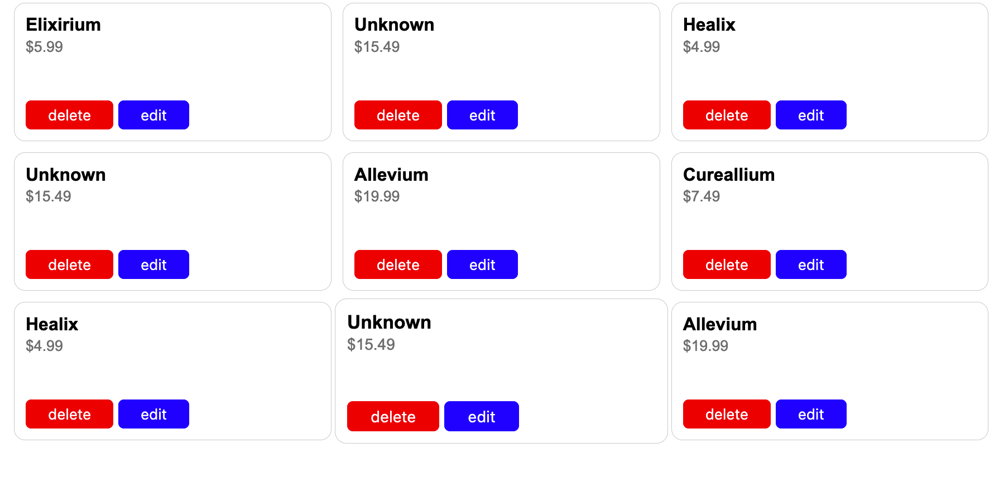 Elixirium
$5.99
delete edit
Unknown
$15.49
delete edit
Healix
$4.99
delete edit
Unknown
$15.49
delete edit
Allevium
$19.99
delete edit
Cureallium
$7.49
delete edit
Healix
$4.99
delete edit
Unknown
$15.49
delete edit
Allevium
$19.99
delete edit